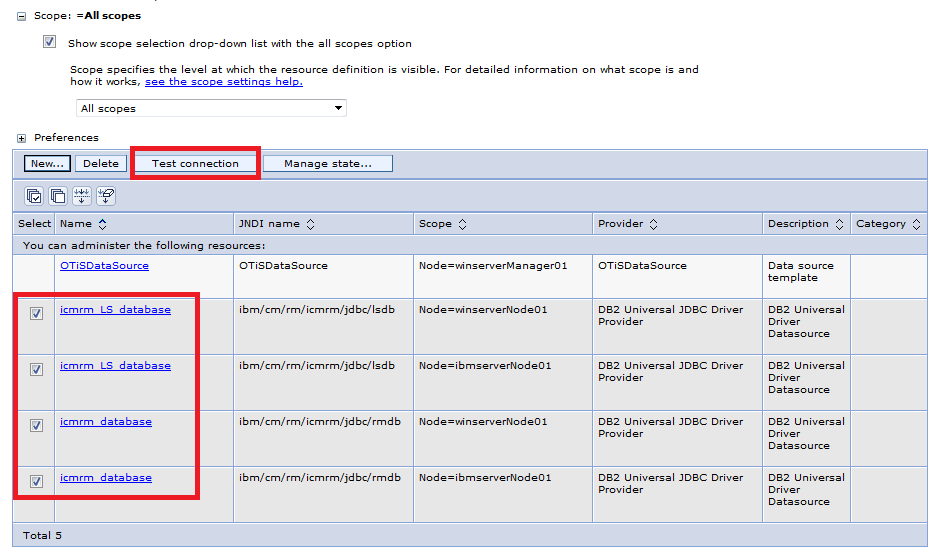 Scope: =All scopes
Show scope selection drop-down list with the all scopes option
Scope specifies the level at which the resource definition is visible. For detailed information on what scope is and
how it works, see the scope settings help.
All scopes
Preferences
New... Delete Test connection Manage state...
Select Name JNDI name Scope Provider Description Category
You can administer the following resources:
OTiSDataSource OTiSDataSource Node=winserverManager01 OTiSDataSource Data source
template
icmrm_LS_database ibm/cm/rm/icmrm/jdbc/lsdb Node=winserverNode01 DB2 Universal JDBC Driver DB2 Universal
Provider Driver
Datasource
icmrm_LS_database ibm/cm/rm/icmrm/jdbc/lsdb Node=ibmserverNode01 DB2 Universal JDBC Driver DB2 Universal
Provider Driver
Datasource
icmrm_database ibm/cm/rm/icmrm/jdbc/rmdb Node=winserverNode01 DB2 Universal JDBC Driver DB2 Universal
Provider Driver
Datasource
icmrm_database ibm/cm/rm/icmrm/jdbc/rmdb Node=ibmserverNode01 DB2 Universal JDBC Driver DB2 Universal
Provider Driver
Datasource
Total 5